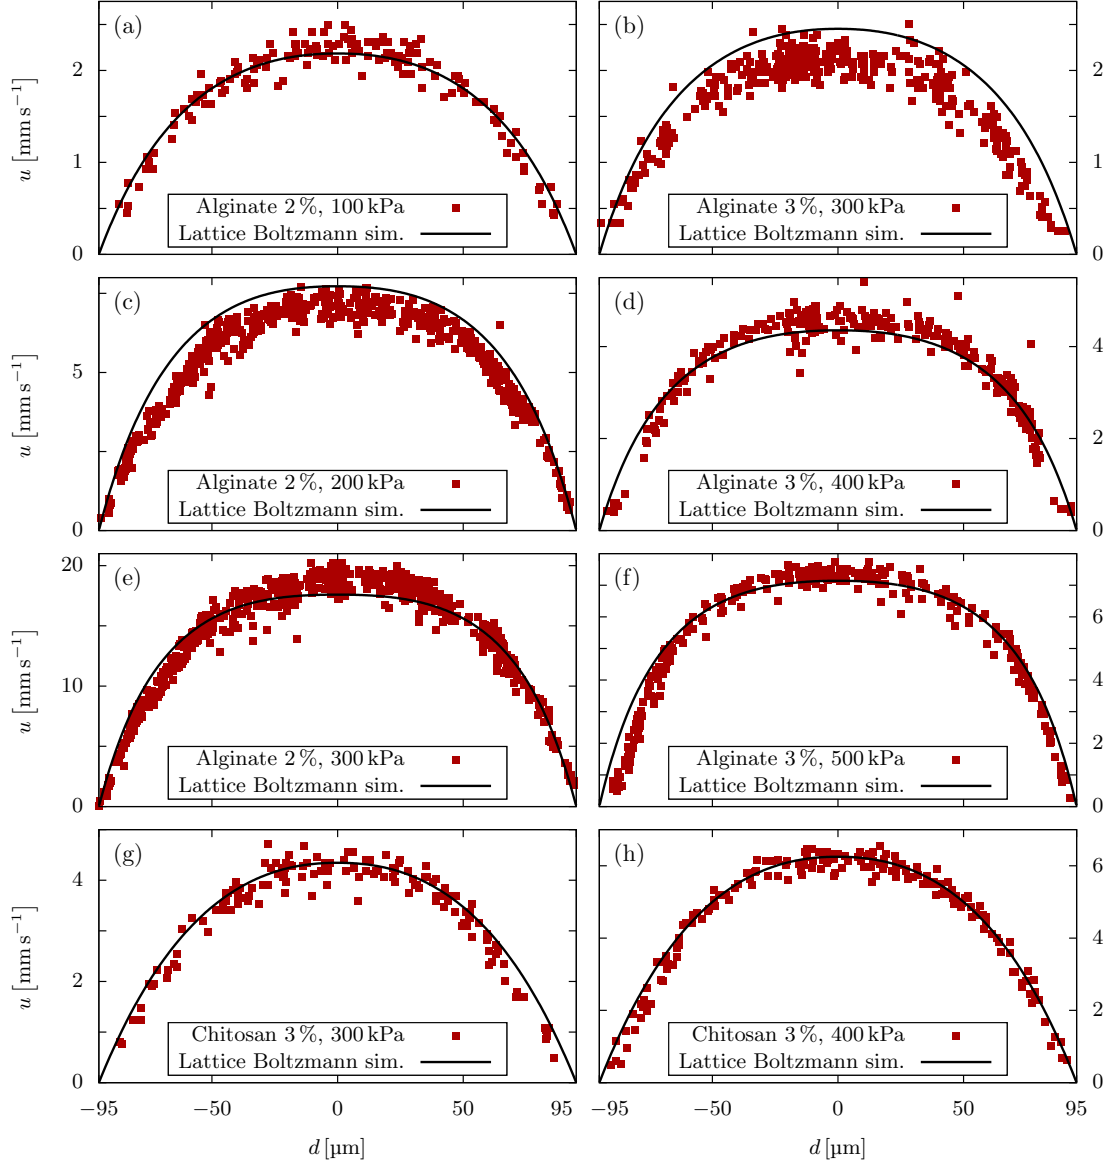 (a)
Alginate 2 %, 100 kPa
Lattice Boltzmann sim.
u [mm s⁻¹]
0
1
2
(b)
Alginate 3 %, 300 kPa
Lattice Boltzmann sim.
0
1
2
(c)
Alginate 2 %, 200 kPa
Lattice Boltzmann sim.
u [mm s⁻¹]
0
5
(d)
Alginate 3 %, 400 kPa
Lattice Boltzmann sim.
0
2
4
(e)
Alginate 2 %, 300 kPa
Lattice Boltzmann sim.
u [mm s⁻¹]
0
10
20
(f)
Alginate 3 %, 500 kPa
Lattice Boltzmann sim.
0
2
4
6
(g)
Chitosan 3 %, 300 kPa
Lattice Boltzmann sim.
u [mm s⁻¹]
0
2
4
(h)
Chitosan 3 %, 400 kPa
Lattice Boltzmann sim.
0
2
4
6
−95 −50 0 50 95
−95 −50 0 50 95
d [µm]
d [µm]